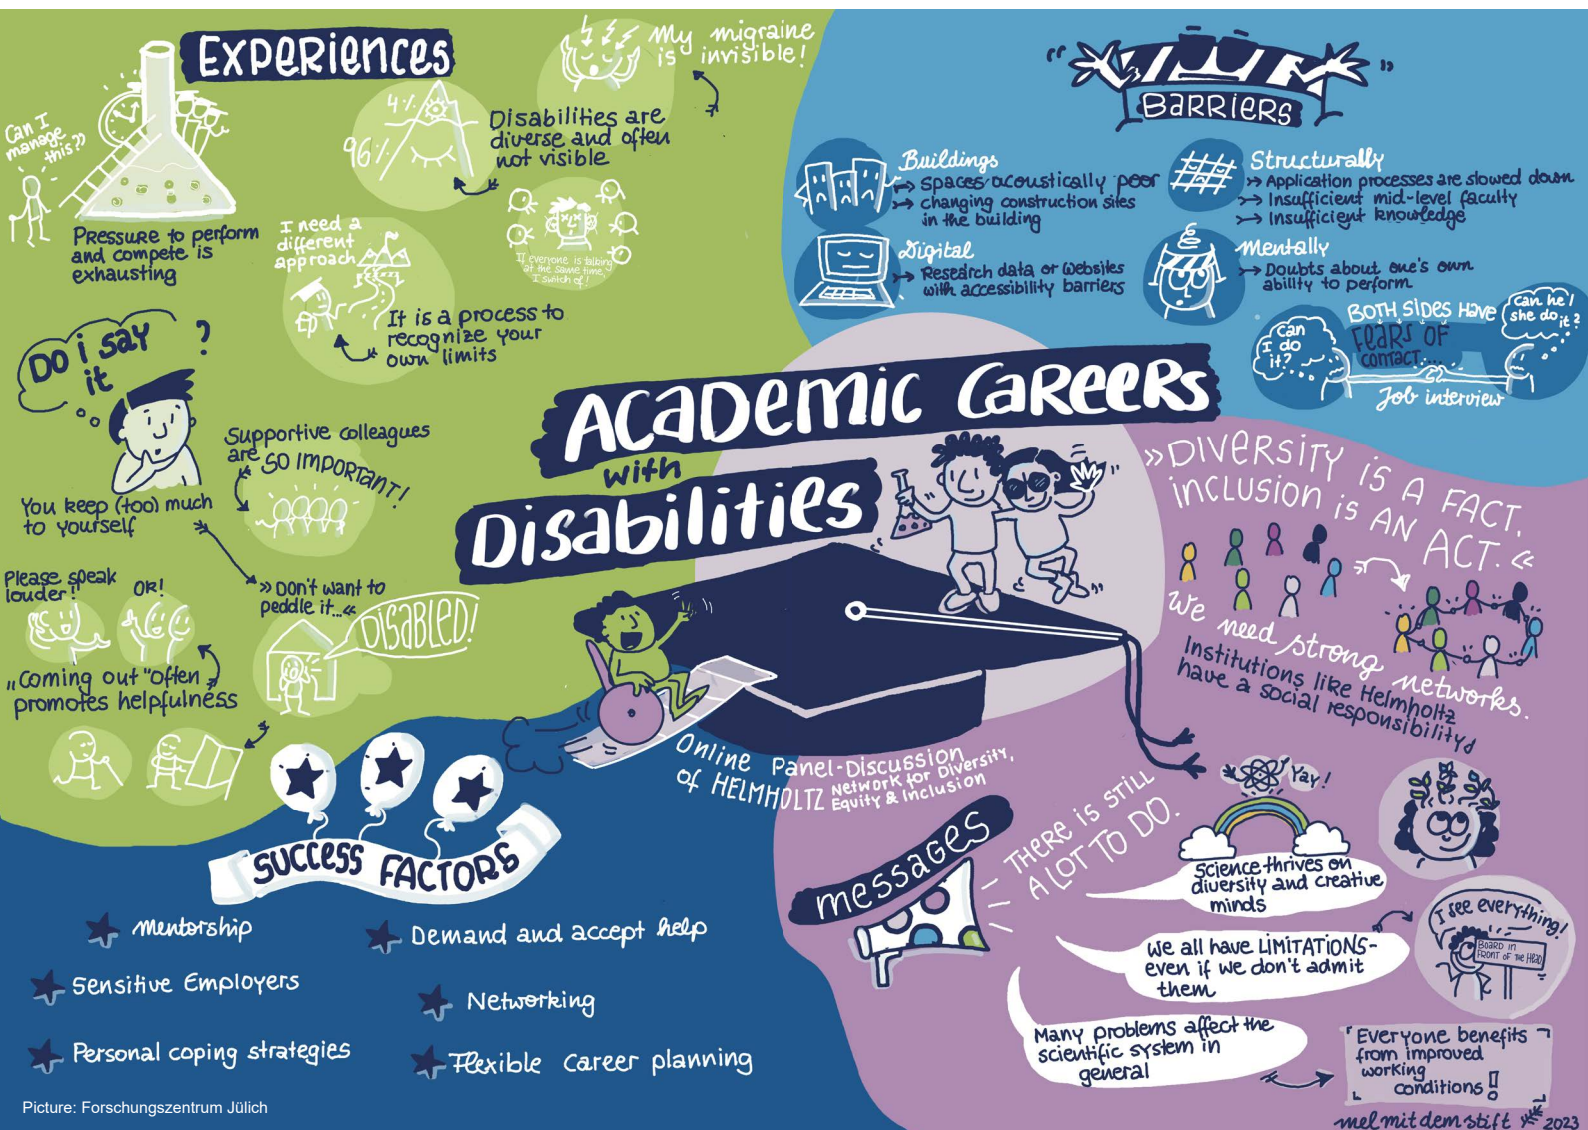 EXPERIENCES
Can I
manage
this?»
PRESSURE to perform
and compete is
exhausting
4%
96%
My migraine
is invisible!
Disabilities are
diverse and often
not visible
I need a
different
approach
If everyone is talking
at the same time,
I switch of!
It is a process to
recognize your
own limits
DO i SAY
it
?
You keep (too) much
to yourself
Supportive colleagues
are SO IMPORTANT!
Please speak
louder!
OR!
» DON'T want to
peddle it...«
DISABLED!
„Coming out "often
promotes helpfulness
„ BARRIERS "
Buildings
spaces acoustically poor
changing construction sites
in the building
Digital
Research data or websites
with accessibility barriers
Structurally
Application processes are slowed down
Insufficient mid-level faculty
Insufficient knowledge
Mentally
Doubts about one's own
ability to perform
BOTH SIDES HAVE
FEARS OF
CONTACT....
Can
I do
it?
Can he/
she do it?
Job interview
ACADEMIC CAREERS
with
DISABILITIES
Online Panel-Discussion
of HELMHOLTZ Network for Diversity,
Equity & Inclusion
»DIVERSITY iS A FACT.
INCLUSION iS AN ACT.«
We need strong networks.
Institutions like Helmholtz
have a social responsibility
SUCCESS FACTORS
Mentorship
Sensitive Employers
Personal coping strategies
Demand and accept help
Networking
Flexible Career planning
messages
THERE iS STILL
A LOT TO DO.
Yay!
Science thrives on
diversity and creative
minds
We all have LIMITATIONS-
even if we don't admit
them
I see everything!
BOARD IN
FRONT OF THE HEAD
Many problems affect the
scientific system in
general
Everyone benefits
from improved
working
conditions!
mel mit dem stift 2023
Picture: Forschungszentrum Jülich